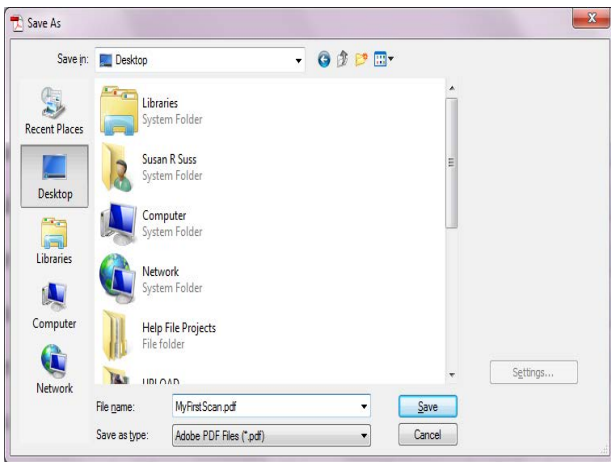 Save As
x
Save in:
Desktop
Recent Places
Desktop
Libraries
Computer
Network
Libraries
System Folder
Susan R Suss
System Folder
Computer
System Folder
Network
System Folder
Help File Projects
File folder
UPLOAD
Settings...
File name:
MyFirstScan.pdf
Save
Save as type:
Adobe PDF Files (*.pdf)
Cancel